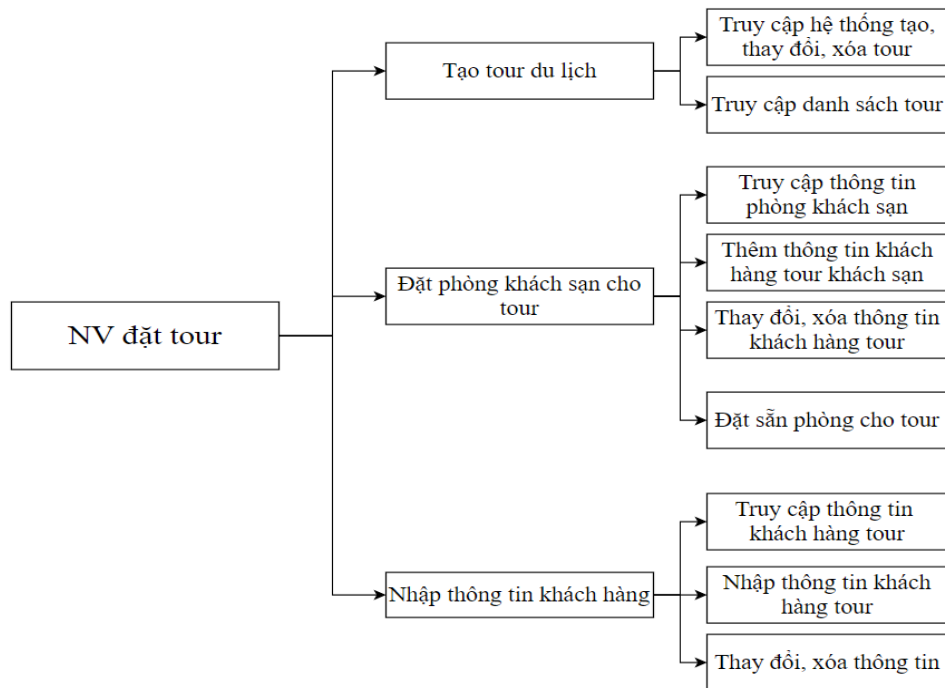 NV đặt tour
Tạo tour du lịch
Truy cập hệ thống tạo,
thay đổi, xóa tour
Truy cập danh sách tour
Đặt phòng khách sạn cho
tour
Truy cập thông tin
phòng khách sạn
Thêm thông tin khách
hàng tour khách sạn
Thay đổi, xóa thông tin
khách hàng tour
Đặt sẵn phòng cho tour
Nhập thông tin khách hàng
Truy cập thông tin
khách hàng tour
Nhập thông tin khách
hàng tour
Thay đổi, xóa thông tin